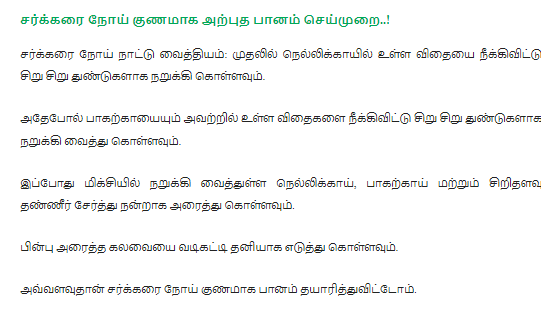 சர்க்கரை நோய் குணமாக அற்புத பானம் செய்முறை..!
சர்க்கரை நோய் நாட்டு வைத்தியம்: முதலில் நெல்லிக்காயில் உள்ள விதையை நீக்கிவிட்டு
சிறு சிறு துண்டுகளாக நறுக்கி கொள்ளவும்.
அதேபோல் பாகற்காயையும் அவற்றில் உள்ள விதைகளை நீக்கிவிட்டு சிறு சிறு துண்டுகளாக
நறுக்கி வைத்து கொள்ளவும்.
இப்போது மிக்சியில் நறுக்கி வைத்துள்ள நெல்லிக்காய், பாகற்காய் மற்றும் சிறிதளவு
தண்ணீர் சேர்த்து நன்றாக அரைத்து கொள்ளவும்.
பின்பு அரைத்த கலவையை வடிகட்டி தனியாக எடுத்து கொள்ளவும்.
அவ்வளவுதான் சர்க்கரை நோய் குணமாக பானம் தயாரித்துவிட்டோம்.